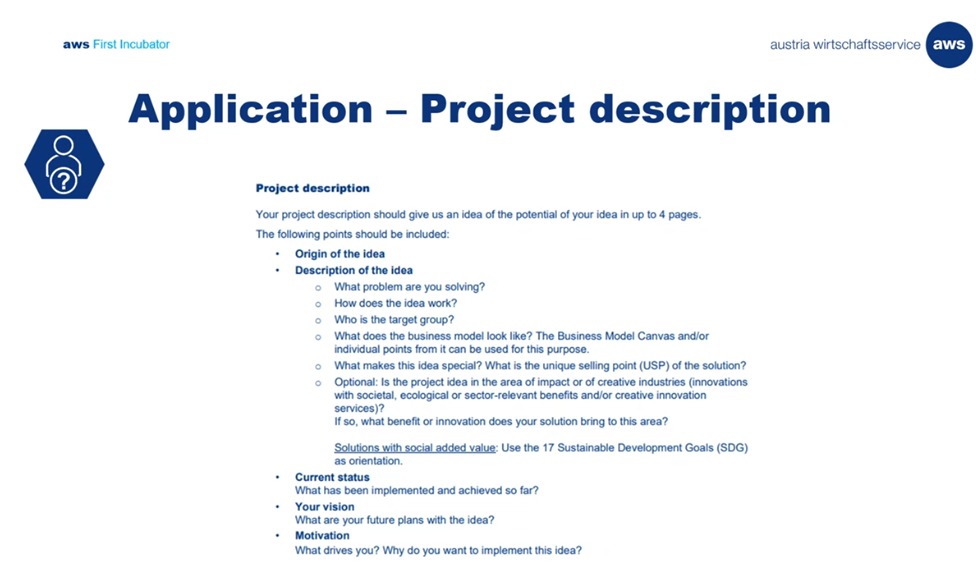 aws First Incubator
austria wirtschaftsservice aws
Application – Project description
?
Project description
Your project description should give us an idea of the potential of your idea in up to 4 pages.
The following points should be included:
• Origin of the idea
• Description of the idea
o What problem are you solving?
o How does the idea work?
o Who is the target group?
o What does the business model look like? The Business Model Canvas and/or
individual points from it can be used for this purpose.
o What makes this idea special? What is the unique selling point (USP) of the solution?
o Optional: Is the project idea in the area of impact or of creative industries (innovations
with societal, ecological or sector-relevant benefits and/or creative innovation
services)?
If so, what benefit or innovation does your solution bring to this area?
Solutions with social added value: Use the 17 Sustainable Development Goals (SDG)
as orientation.
• Current status
What has been implemented and achieved so far?
• Your vision
What are your future plans with the idea?
• Motivation
What drives you? Why do you want to implement this idea?